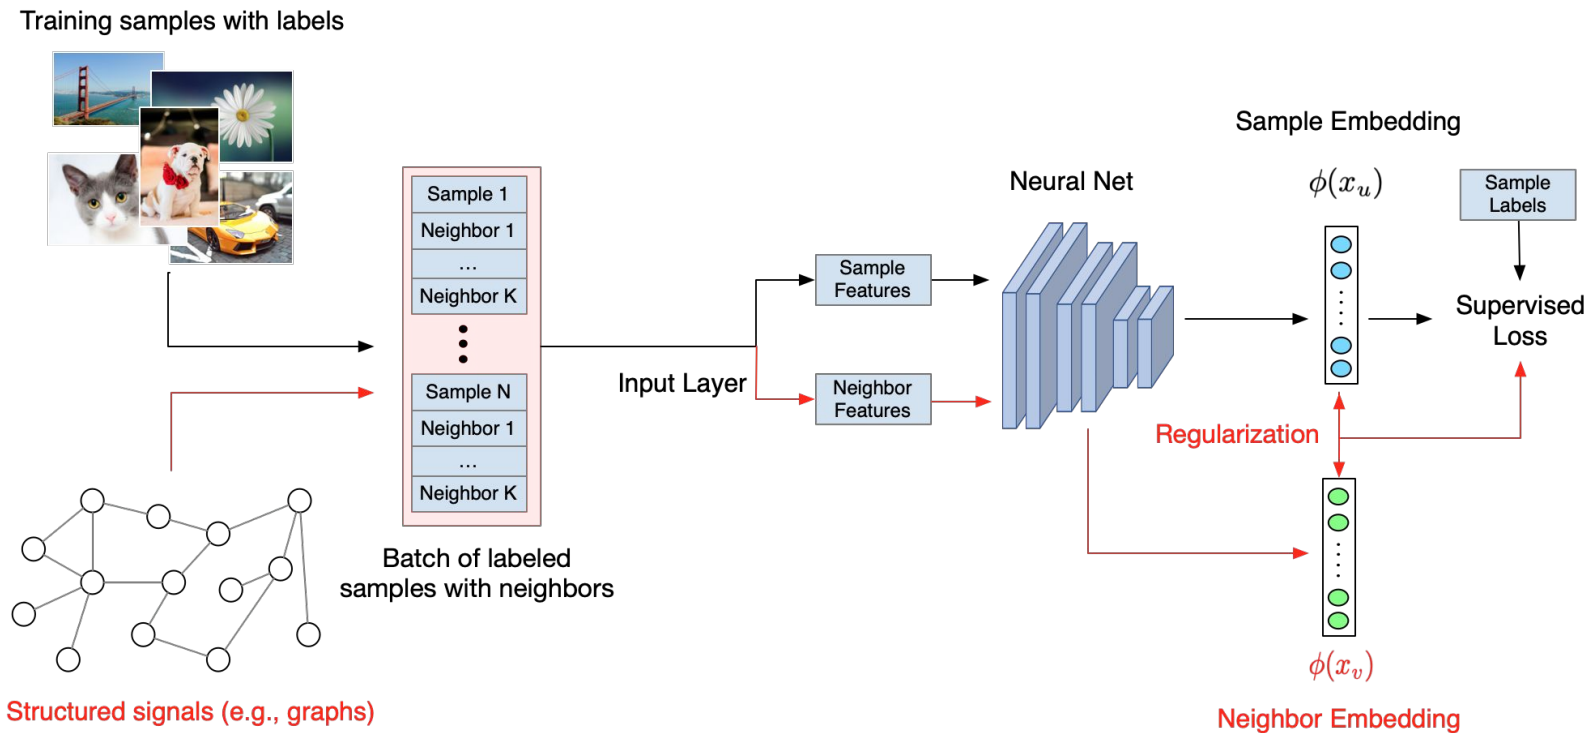 Training samples with labels
Sample 1
Neighbor 1
...
Neighbor K
Sample N
Neighbor 1
...
Neighbor K
Batch of labeled
samples with neighbors
Structured signals (e.g., graphs)
Input Layer
Sample
Features
Neighbor
Features
Neural Net
Sample Embedding
ϕ(x_u)
Sample
Labels
Supervised
Loss
Regularization
ϕ(x_v)
Neighbor Embedding